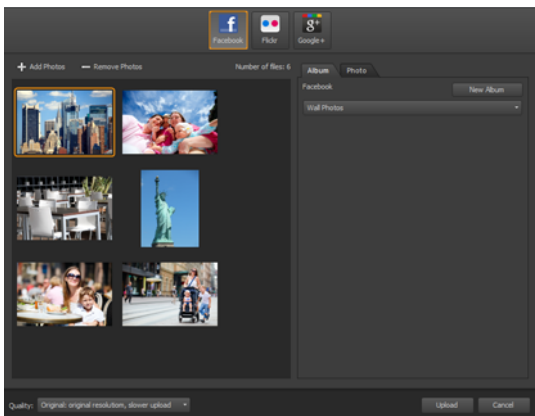 f
g+
Facebook
Flickr
Google+
Add Photos
Remove Photos
Number of files: 6
Album
Photo
Facebook
New Album
Wall Photos
Quality:
Original: original resolution, slower upload
Upload
Cancel